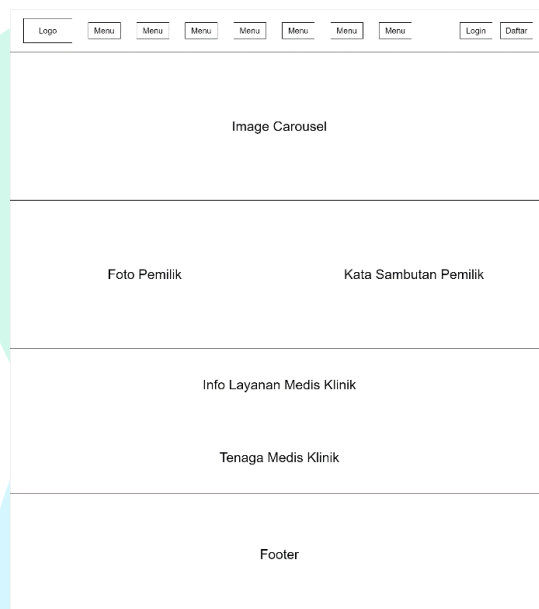 Logo Menu Menu Menu Menu Menu Menu Menu Login Daftar
Image Carousel
Foto Pemilik Kata Sambutan Pemilik
Info Layanan Medis Klinik
Tenaga Medis Klinik
Footer